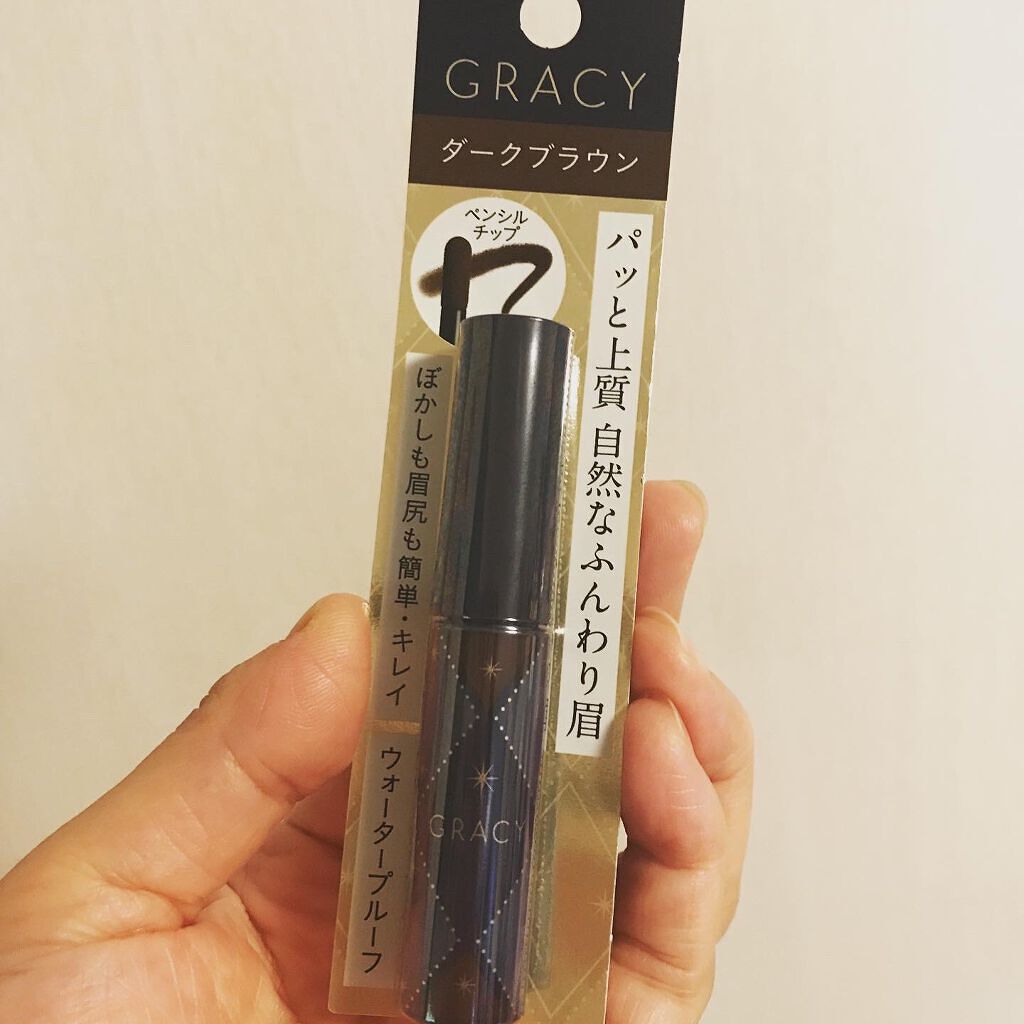 GRACY
ダークブラウン
ペンシル
チップ
パッと上質 自然なふんわり眉
ぼかしも眉尻も簡単・キレイ
ウォータープルーフ
GRACY